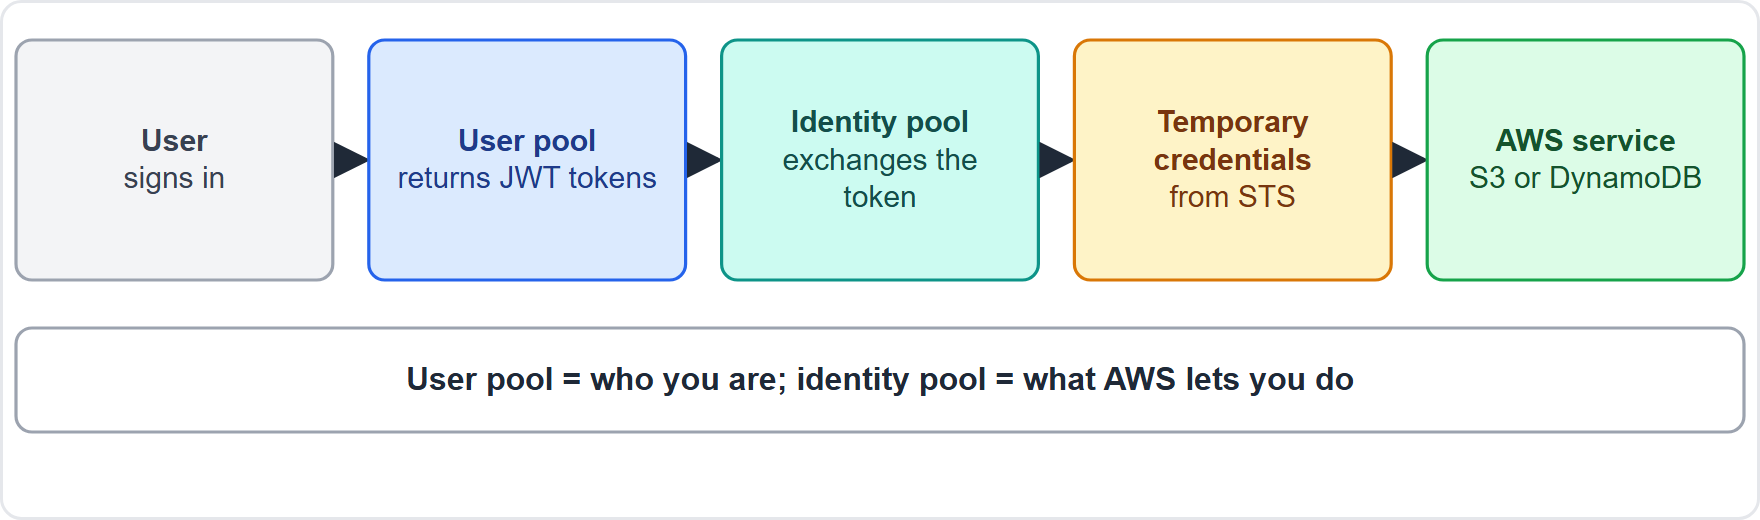 User
signs in
User pool
returns JWT tokens
Identity pool
exchanges the
token
Temporary
credentials
from STS
AWS service
S3 or DynamoDB
User pool = who you are; identity pool = what AWS lets you do